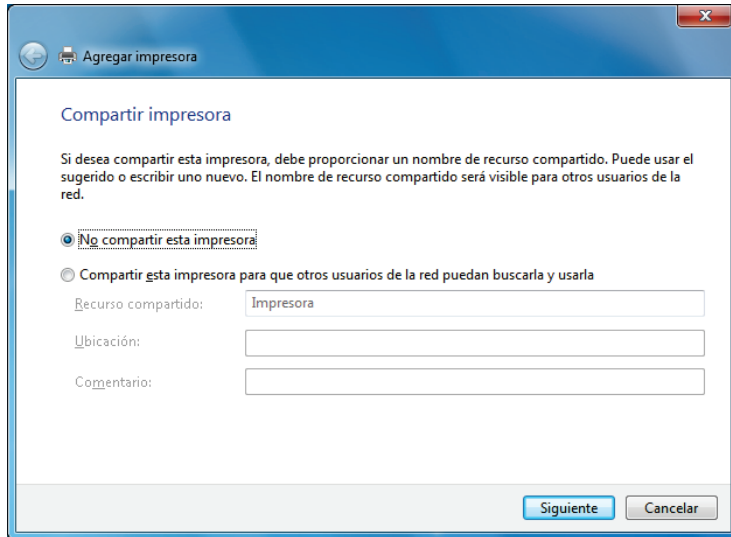 Agregar impresora
Compartir impresora
Si desea compartir esta impresora, debe proporcionar un nombre de recurso compartido. Puede usar el
sugerido o escribir uno nuevo. El nombre de recurso compartido será visible para otros usuarios de la
red.
No compartir esta impresora
Compartir esta impresora para que otros usuarios de la red puedan buscarla y usarla
Recurso compartido: Impresora
Ubicación:
Comentario:
Siguiente Cancelar